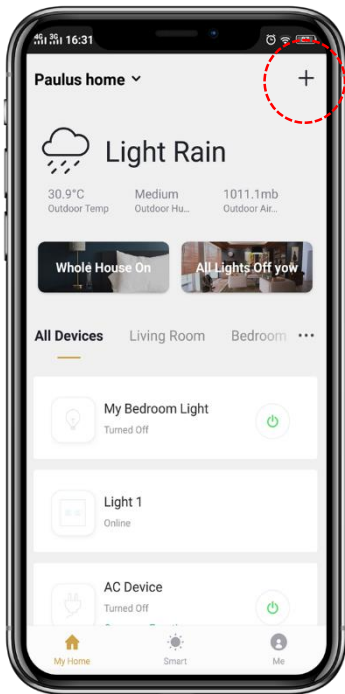 4G 3G 16:31
Paulus home
Light Rain
30.9°C Medium 1011.1mb
Outdoor Temp Outdoor Hu... Outdoor Air...
Whole House On All Lights Off yow
All Devices Living Room Bedroom
My Bedroom Light
Turned Off
Light 1
Online
AC Device
Turned Off
My Home Smart Me